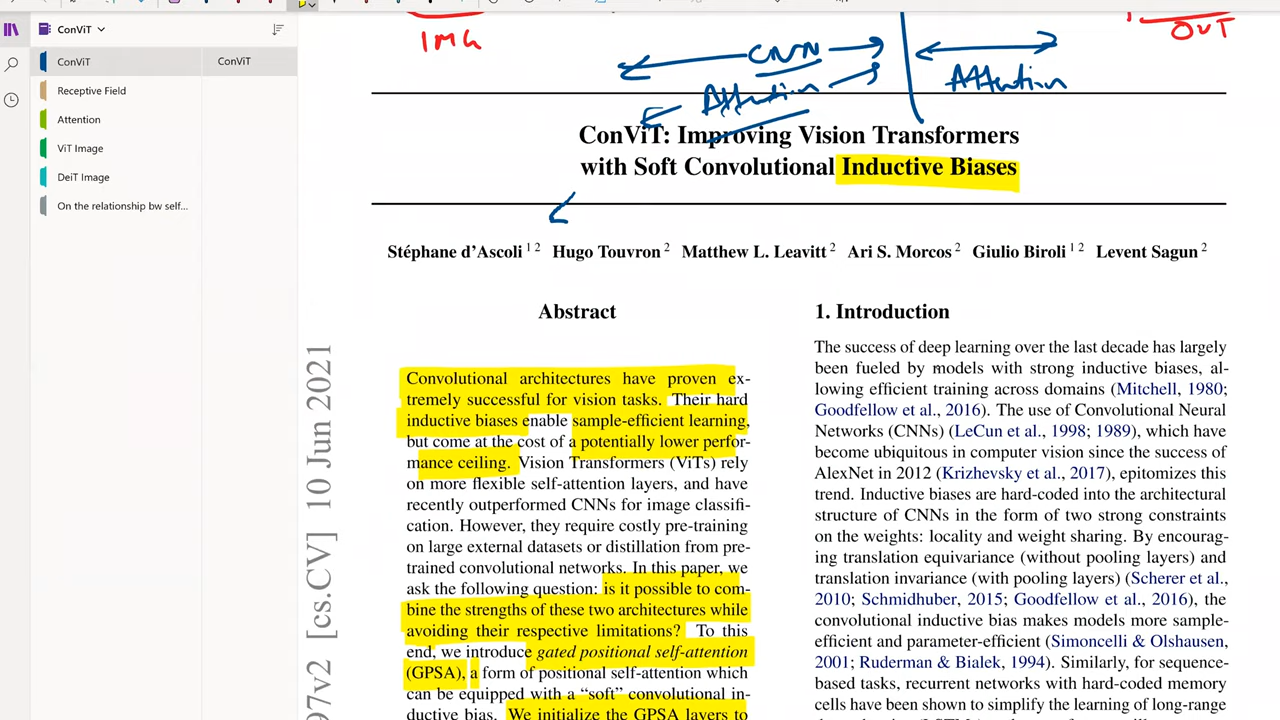 ConViT
ConViT
Receptive Field
Attention
ViT Image
DeiT Image
On the relationship bw self...
ConViT
IMG
CNN
Attention
Attention
OUT
ConViT: Improving Vision Transformers
with Soft Convolutional Inductive Biases
Stéphane d’Ascoli 1 2 Hugo Touvron 2 Matthew L. Leavitt 2 Ari S. Morcos 2 Giulio Biroli 1 2 Levent Sagun 2
97v2 [cs.CV] 10 Jun 2021
Abstract
Convolutional architectures have proven ex-
tremely successful for vision tasks. Their hard
inductive biases enable sample-efficient learning,
but come at the cost of a potentially lower perfor-
mance ceiling. Vision Transformers (ViTs) rely
on more flexible self-attention layers, and have
recently outperformed CNNs for image classifi-
cation. However, they require costly pre-training
on large external datasets or distillation from pre-
trained convolutional networks. In this paper, we
ask the following question: is it possible to com-
bine the strengths of these two architectures while
avoiding their respective limitations? To this
end, we introduce gated positional self-attention
(GPSA), a form of positional self-attention which
can be equipped with a “soft” convolutional in-
ductive bias. We initialize the GPSA layers to
1. Introduction
The success of deep learning over the last decade has largely
been fueled by models with strong inductive biases, al-
lowing efficient training across domains (Mitchell, 1980;
Goodfellow et al., 2016). The use of Convolutional Neural
Networks (CNNs) (LeCun et al., 1998; 1989), which have
become ubiquitous in computer vision since the success of
AlexNet in 2012 (Krizhevsky et al., 2017), epitomizes this
trend. Inductive biases are hard-coded into the architectural
structure of CNNs in the form of two strong constraints
on the weights: locality and weight sharing. By encourag-
ing translation equivariance (without pooling layers) and
translation invariance (with pooling layers) (Scherer et al.,
2010; Schmidhuber, 2015; Goodfellow et al., 2016), the
convolutional inductive bias makes models more sample-
efficient and parameter-efficient (Simoncelli & Olshausen,
2001; Ruderman & Bialek, 1994). Similarly, for sequence-
based tasks, recurrent networks with hard-coded memory
cells have been shown to simplify the learning of long-range